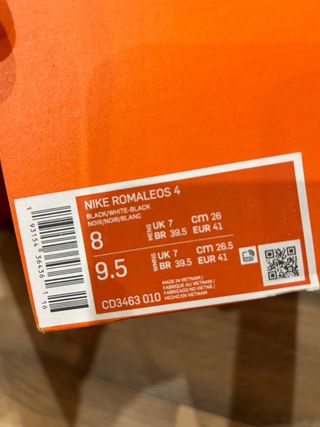 NIKE ROMALEOS 4
BLACK/WHITE-BLACK
NOIR/NOIR/BLANC
8 MENS UK 7 CM 26
BR 39.5 EUR 41
9.5 WMNS UK 7 CM 26.5
BR 39.5 EUR 41
MADE IN VIETNAM /
FABRIQUÉ AU VIETNAM /
FABRICADO NO VIETNÃ /
HECHO EN VIETNAM
CD3463 010